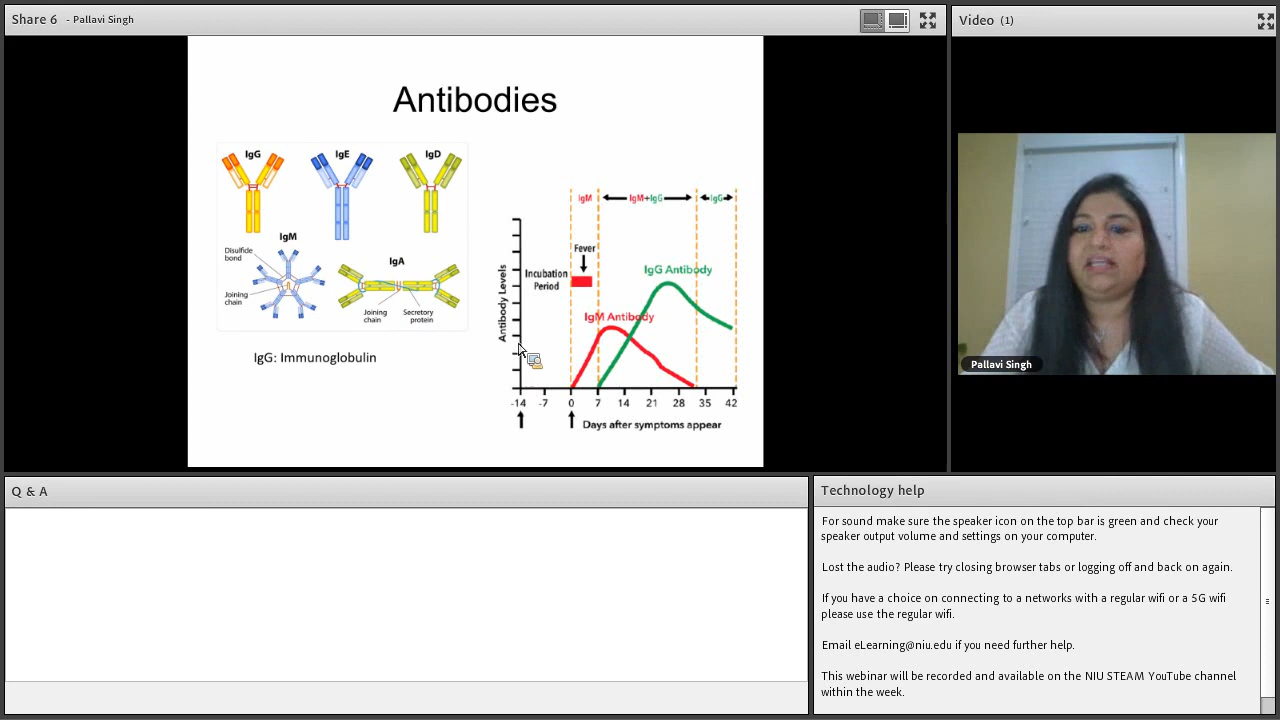 Share 6 - Pallavi Singh
Video (1)
Antibodies
IgG
IgE
IgD
IgM
Disulfide
bond
Joining
chain
IgA
Joining
chain
Secretory
protein
IgG: Immunoglobulin
IgM
IgM+IgG
IgG
Fever
Incubation
Period
IgG Antibody
IgM Antibody
Antibody Levels
-14 -7 0 7 14 21 28 35 42
Days after symptoms appear
Pallavi Singh
Q & A
Technology help
For sound make sure the speaker icon on the top bar is green and check your
speaker output volume and settings on your computer.
Lost the audio? Please try closing browser tabs or logging off and back on again.
If you have a choice on connecting to a networks with a regular wifi or a 5G wifi
please use the regular wifi.
Email eLearning@niu.edu if you need further help.
This webinar will be recorded and available on the NIU STEAM YouTube channel
within the week.